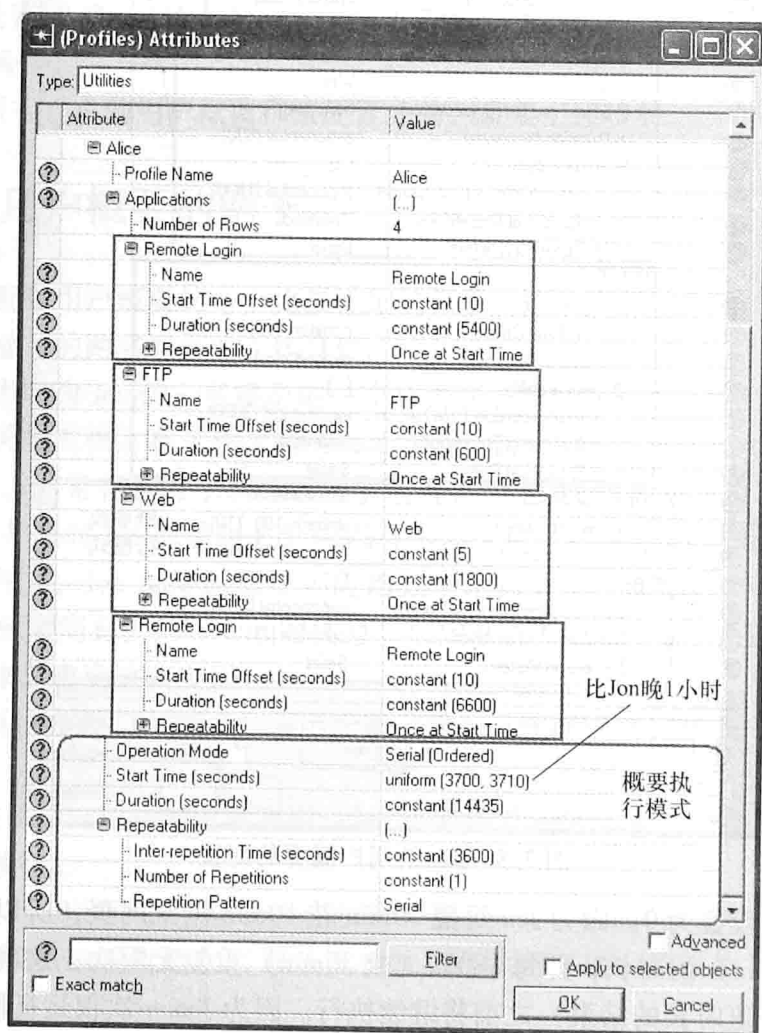 (Profiles) Attributes
Type: Utilities
Attribute Value
Alice
Profile Name Alice
Applications (...)
Number of Rows 4
Remote Login
Name Remote Login
Start Time Offset (seconds) constant (10)
Duration (seconds) constant (5400)
Repeatability Once at Start Time
FTP
Name FTP
Start Time Offset (seconds) constant (10)
Duration (seconds) constant (600)
Repeatability Once at Start Time
Web
Name Web
Start Time Offset (seconds) constant (5)
Duration (seconds) constant (1800)
Repeatability Once at Start Time
Remote Login
Name Remote Login
Start Time Offset (seconds) constant (10)
Duration (seconds) constant (6600)
Repeatability Once at Start Time
比Jon晚1小时
Operation Mode Serial (Ordered)
Start Time (seconds) uniform (3700, 3710)
Duration (seconds) constant (14435)
概要执
行模式
Repeatability (...)
Inter-repetition Time (seconds) constant (3600)
Number of Repetitions constant (1)
Repetition Pattern Serial
Filter
Advanced
Apply to selected objects
Exact match
OK Cancel